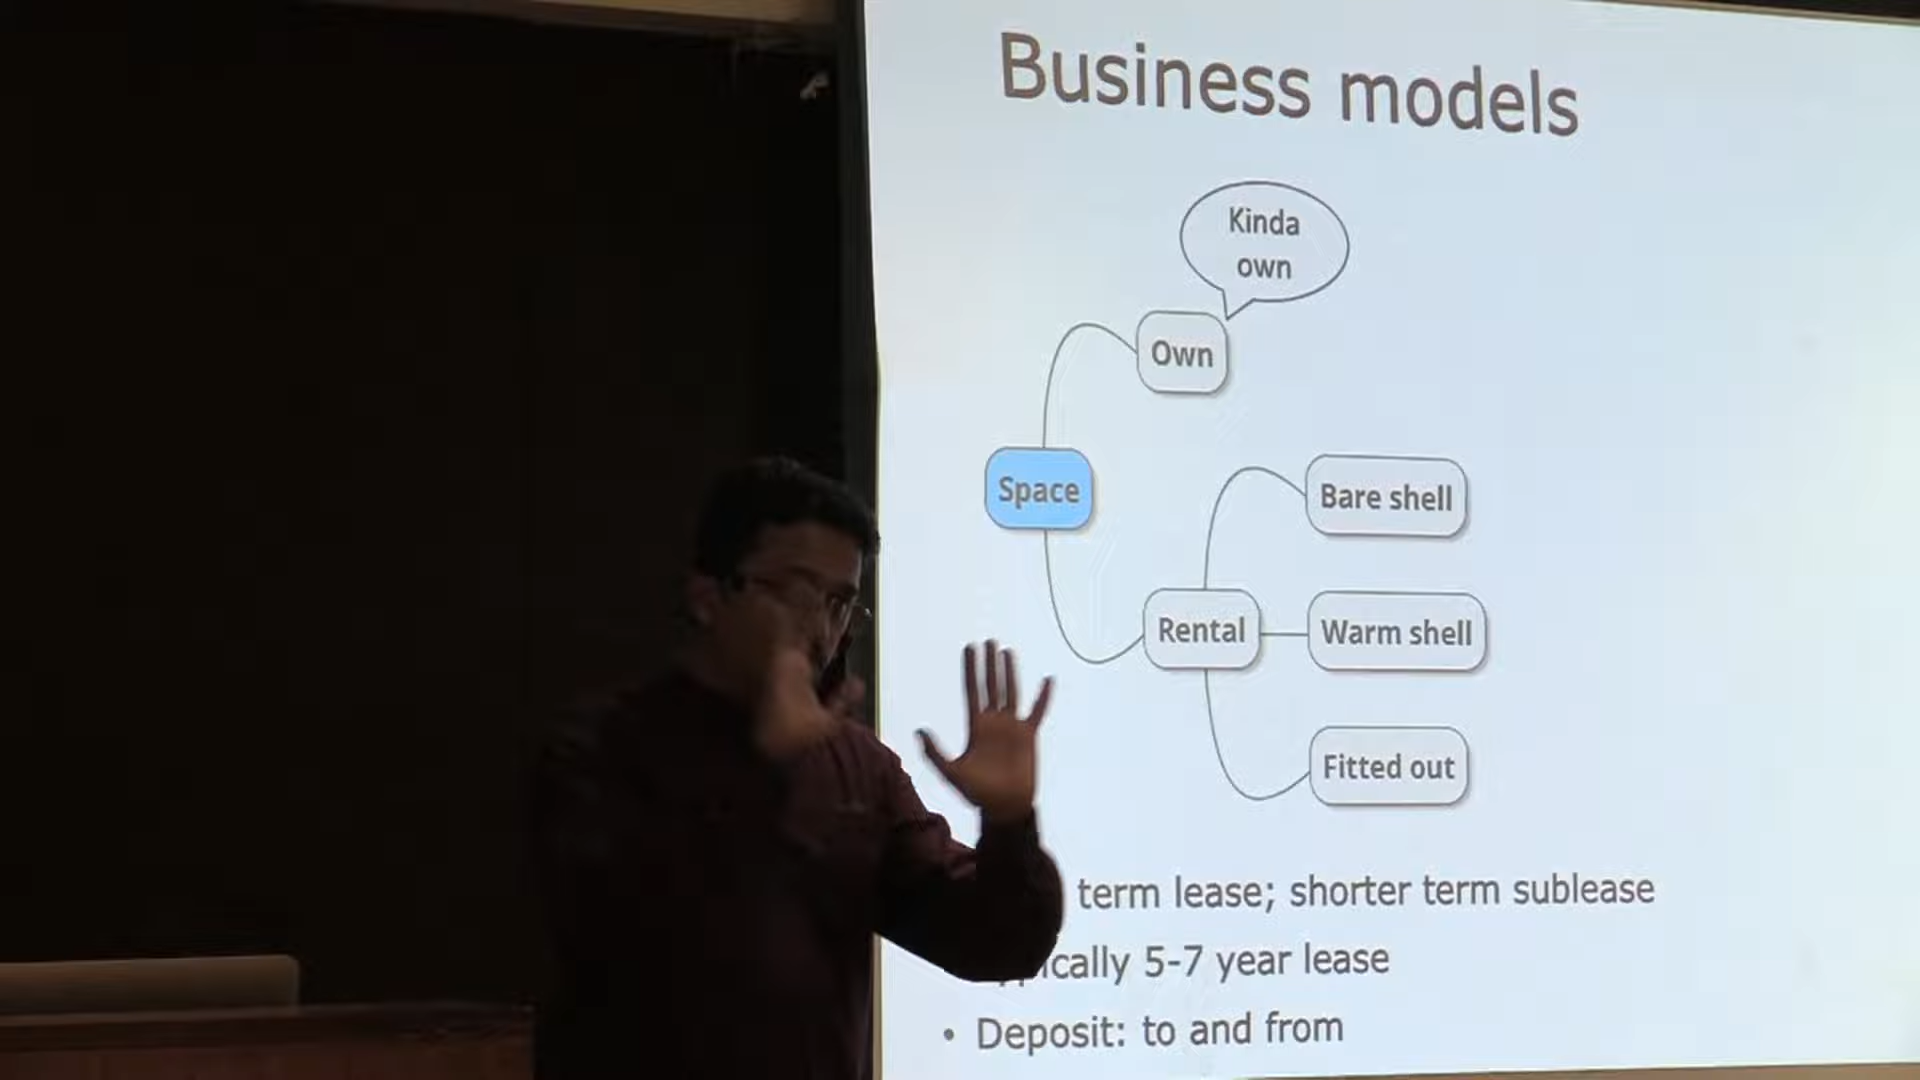 Business models
Kinda
own
Own
Space
Bare shell
Rental
Warm shell
Fitted out
term lease; shorter term sublease
5-7 year lease
• Deposit: to and from